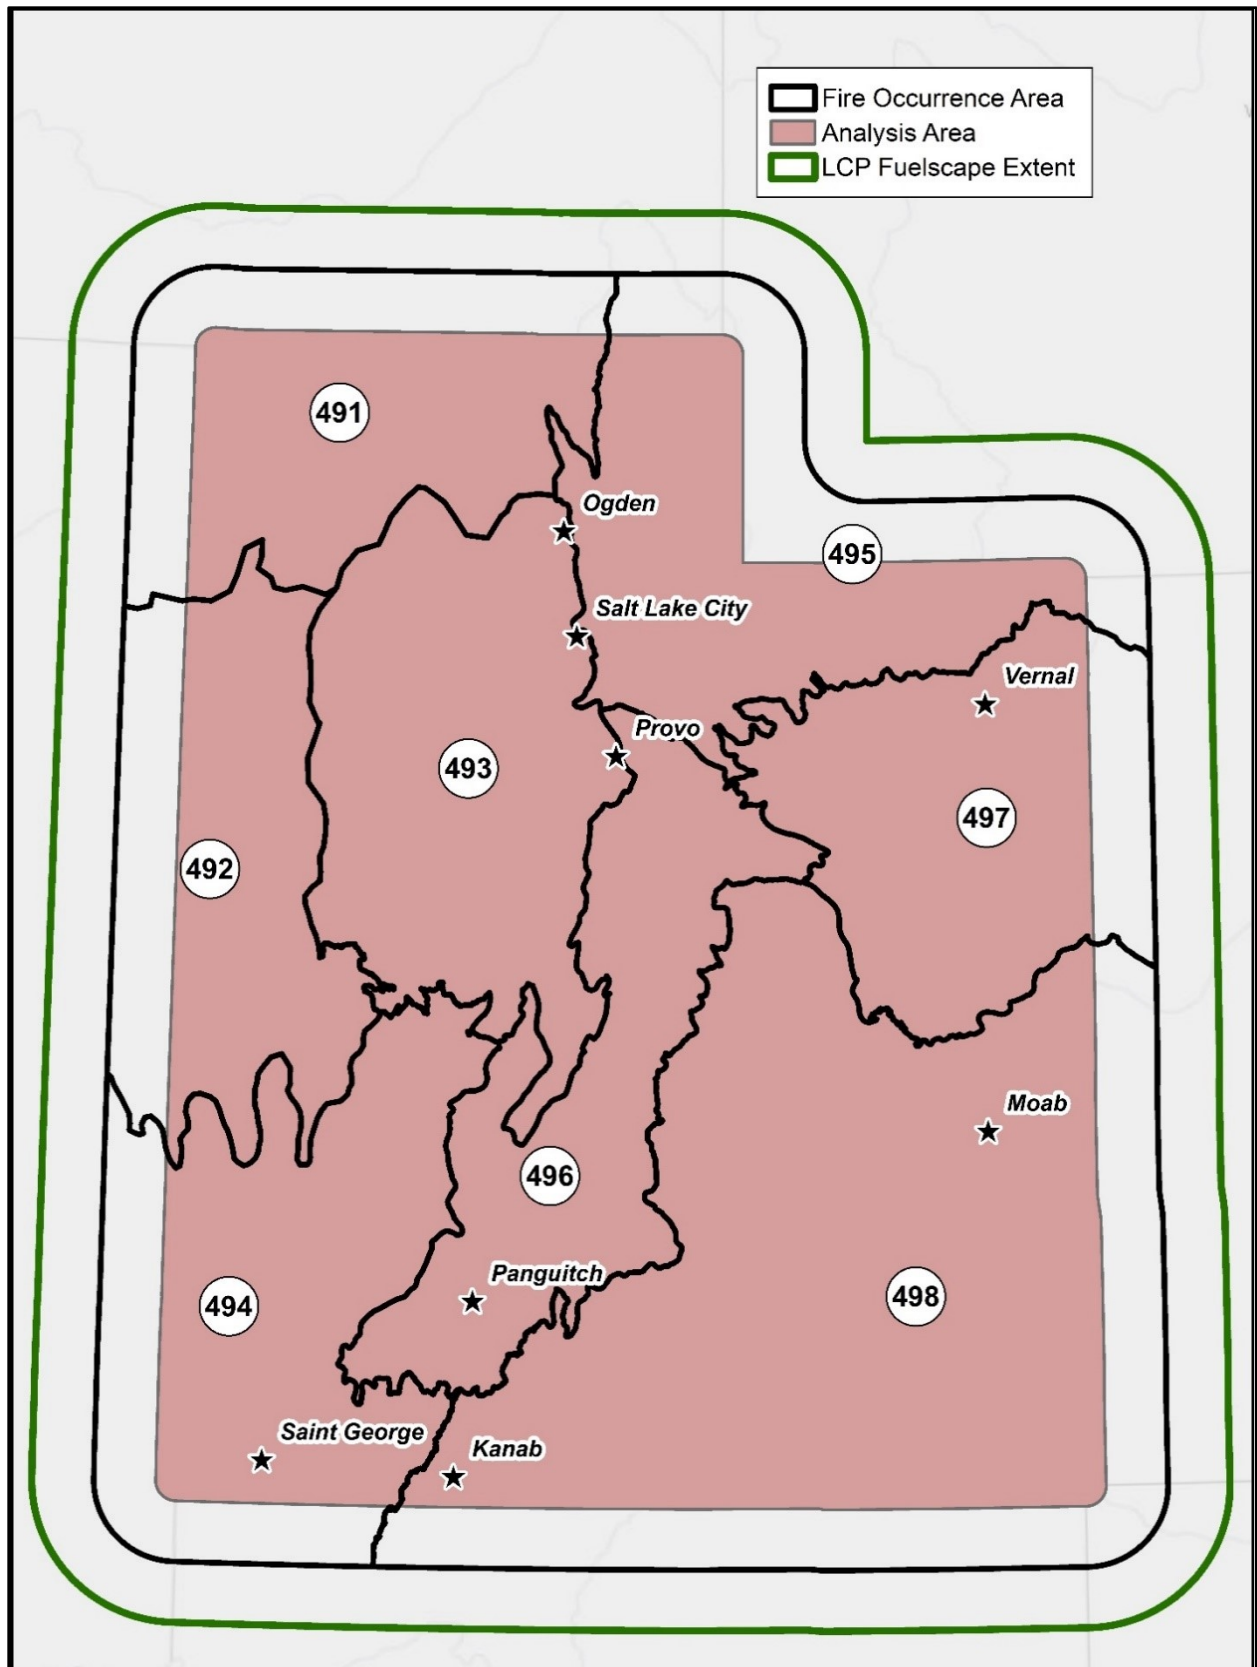 Fire Occurrence Area
Analysis Area
LCP Fuelscape Extent
491
Ogden
495
Salt Lake City
Vernal
Provo
493
497
492
Moab
496
Panguitch
494
498
Saint George
Kanab